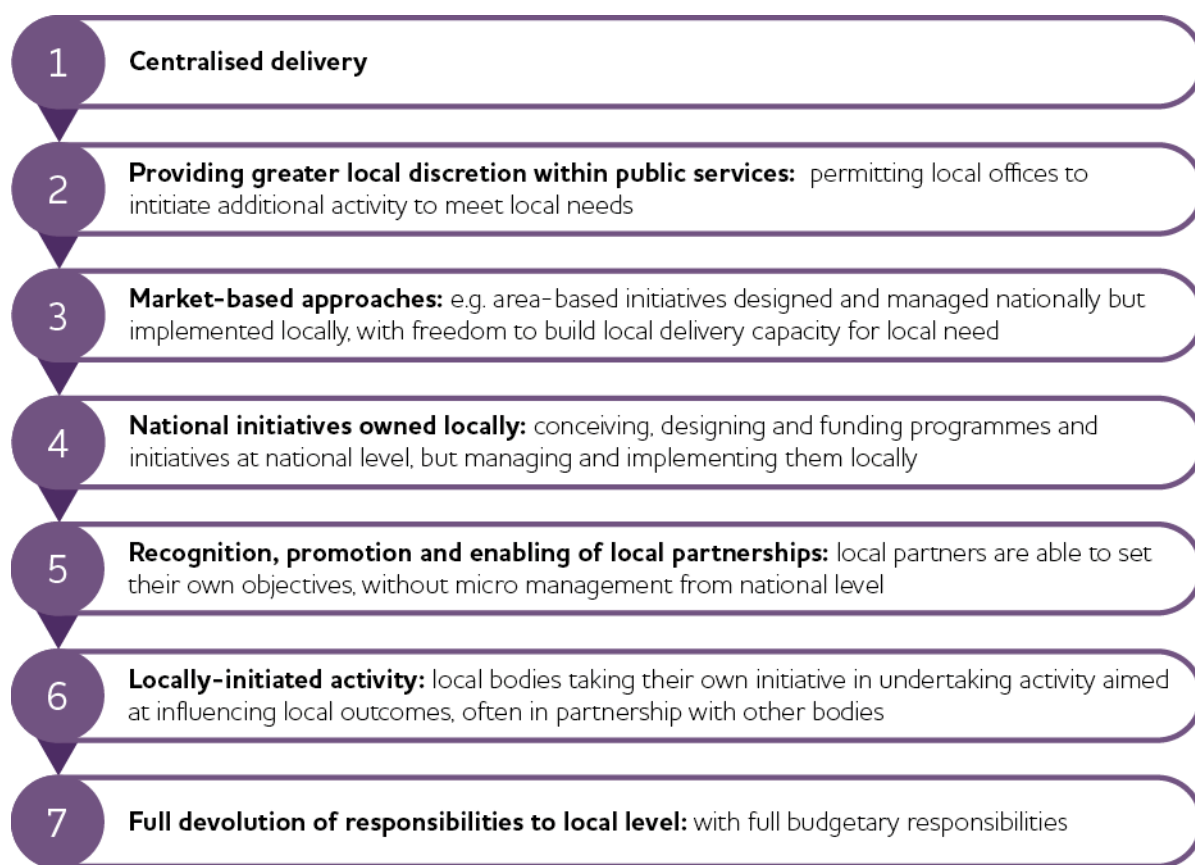 1
Centralised delivery
2
Providing greater local discretion within public services: permitting local offices to
intitiate additional activity to meet local needs
3
Market-based approaches: e.g. area-based initiatives designed and managed nationally but
implemented locally, with freedom to build local delivery capacity for local need
4
National initiatives owned locally: conceiving, designing and funding programmes and
initiatives at national level, but managing and implementing them locally
5
Recognition, promotion and enabling of local partnerships: local partners are able to set
their own objectives, without micro management from national level
6
Locally-initiated activity: local bodies taking their own initiative in undertaking activity aimed
at influencing local outcomes, often in partnership with other bodies
7
Full devolution of responsibilities to local level: with full budgetary responsibilities